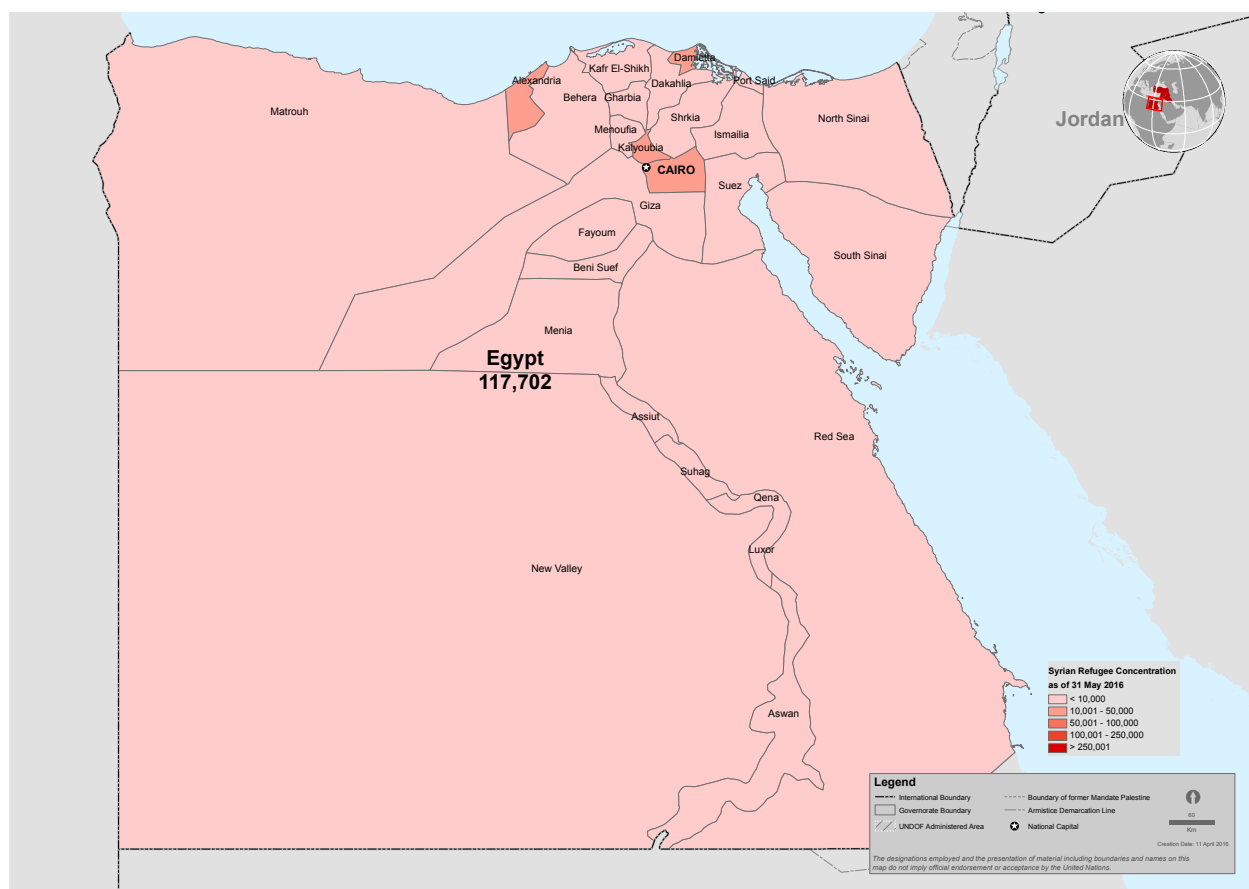 Damietta
Kafr El-Shikh
Alexandria
Dakahlia
Port Said
Behera
Gharbia
Matrouh
Shrkia
North Sinai
Jordan
Menoufia
Ismailia
Kalyoubia
CAIRO
Suez
Giza
Fayoum
South Sinai
Beni Suef
Menia
Egypt
117,702
Assiut
Red Sea
Suhag
Qena
Luxor
New Valley
Aswan
Syrian Refugee Concentration
as of 31 May 2016
< 10,000
10,001 - 50,000
50,001 - 100,000
100,001 - 250,000
> 250,001
Legend
International Boundary
Governorate Boundary
UNDOF Administered Area
Boundary of former Mandate Palestine
Armistice Demarcation Line
National Capital
60
Km
Creation Date: 11 April 2016
The designations employed and the presentation of material including boundaries and names on this
map do not imply official endorsement or acceptance by the United Nations.